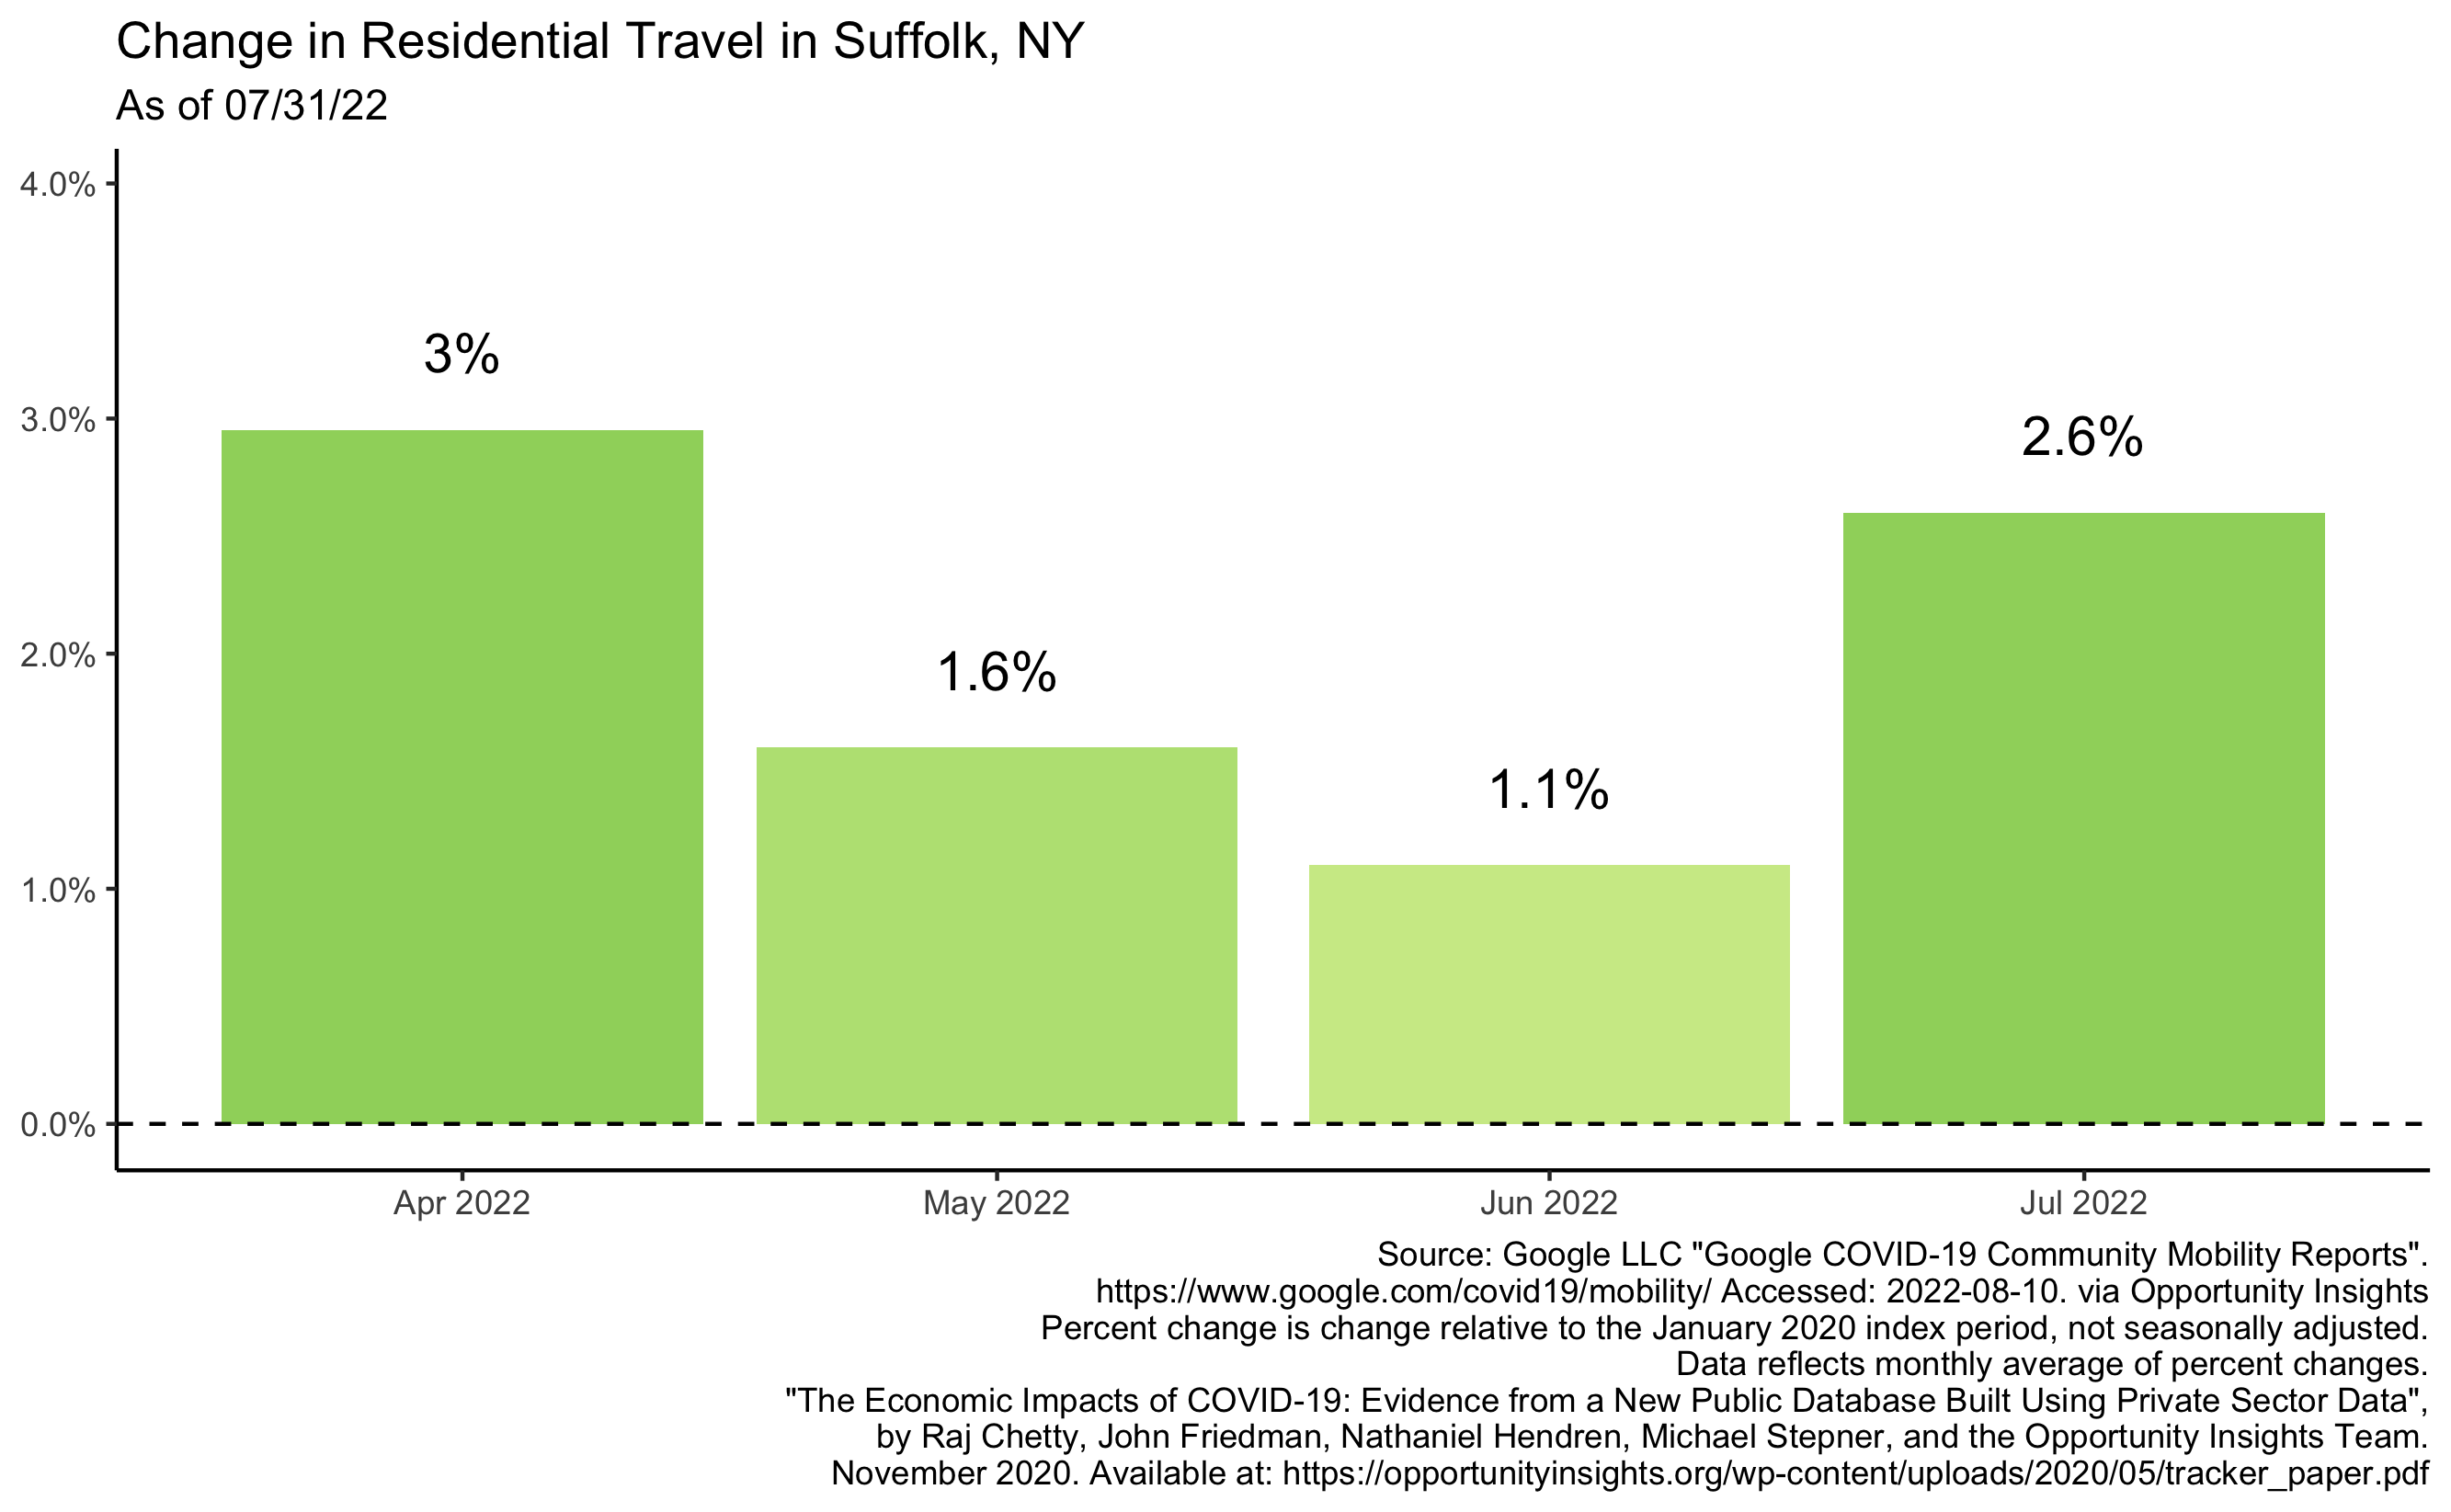 Change in Residential Travel in Suffolk, NY
As of 07/31/22
4.0%
3.0%
2.0%
1.0%
0.0%
3%
1.6%
1.1%
2.6%
Apr 2022
May 2022
Jun 2022
Jul 2022
Source: Google LLC "Google COVID-19 Community Mobility Reports".
https://www.google.com/covid19/mobility/ Accessed: 2022-08-10. via Opportunity Insights
Percent change is change relative to the January 2020 index period, not seasonally adjusted.
Data reflects monthly average of percent changes.
"The Economic Impacts of COVID-19: Evidence from a New Public Database Built Using Private Sector Data",
by Raj Chetty, John Friedman, Nathaniel Hendren, Michael Stepner, and the Opportunity Insights Team.
November 2020. Available at: https://opportunityinsights.org/wp-content/uploads/2020/05/tracker_paper.pdf